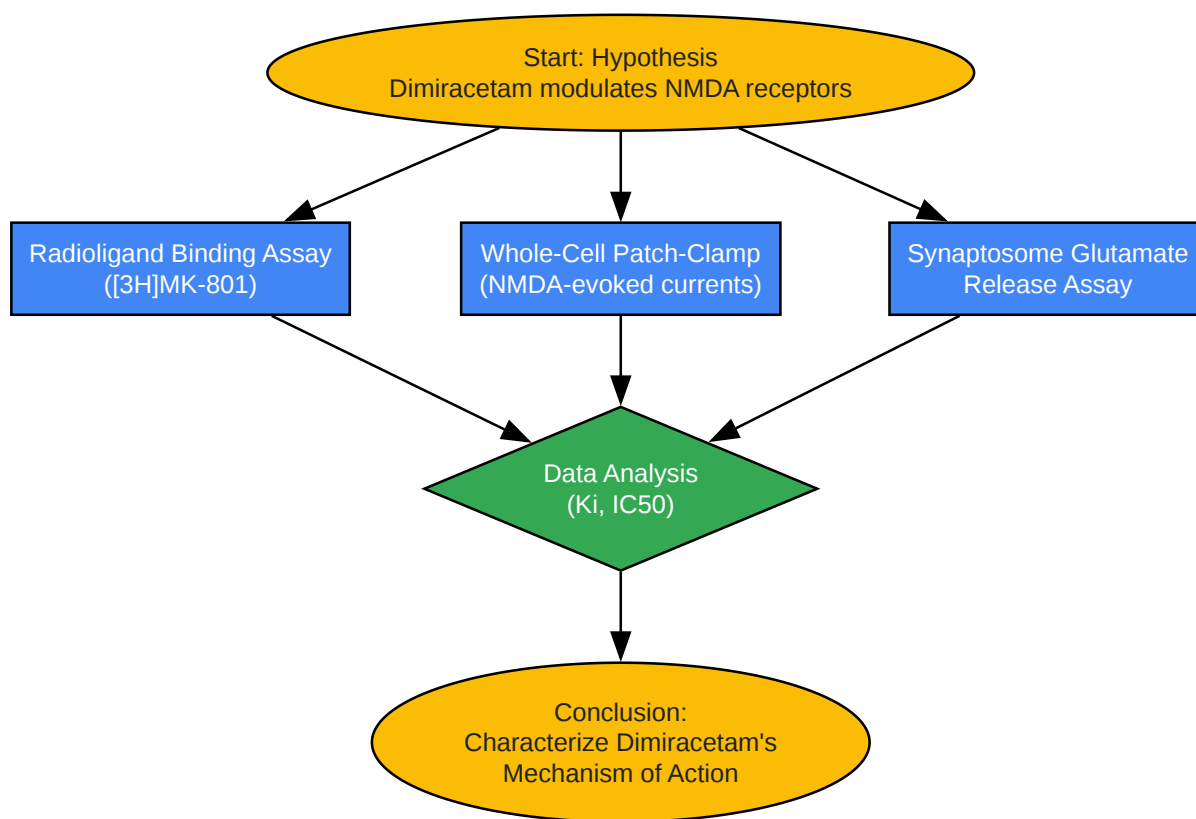 Start: Hypothesis
Dimiracetam modulates NMDA receptors
Radioligand Binding Assay
([3H]MK-801)
Whole-Cell Patch-Clamp
(NMDA-evoked currents)
Synaptosome Glutamate
Release Assay
Data Analysis
(Ki, IC50)
Conclusion:
Characterize Dimiracetam's
Mechanism of Action